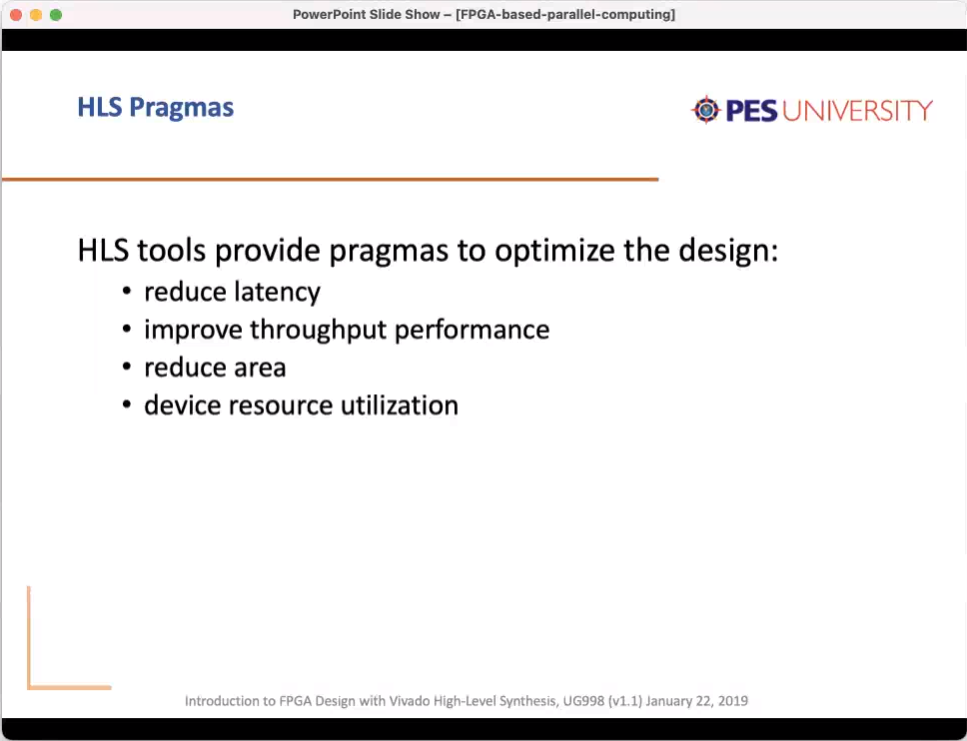 PowerPoint Slide Show – [FPGA-based-parallel-computing]
HLS Pragmas
PES UNIVERSITY
HLS tools provide pragmas to optimize the design:
• reduce latency
• improve throughput performance
• reduce area
• device resource utilization
Introduction to FPGA Design with Vivado High-Level Synthesis, UG998 (v1.1) January 22, 2019